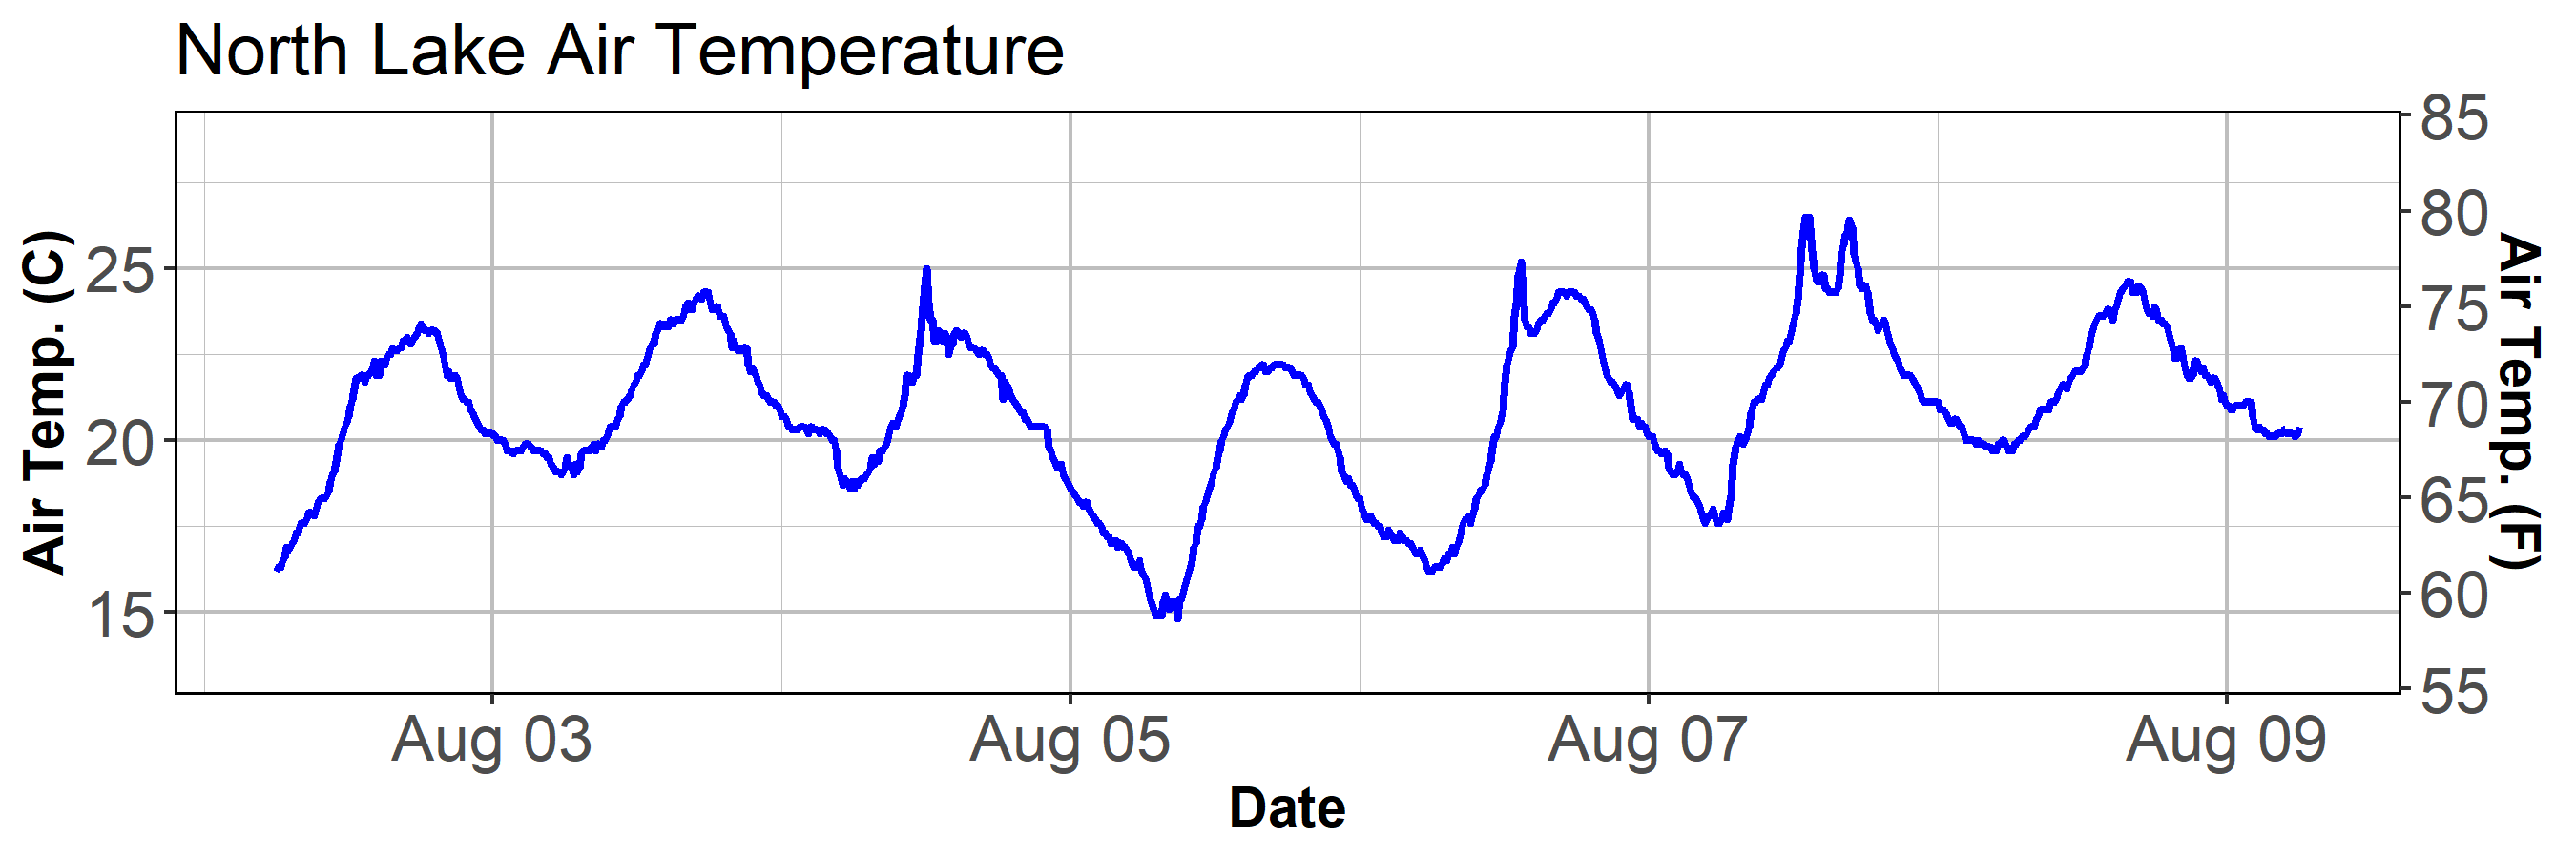 North Lake Air Temperature
Air Temp. (C)
25
20
15
85
80
75
70
65
60
55
Air Temp. (F)
Aug 03 Aug 05 Aug 07 Aug 09
Date